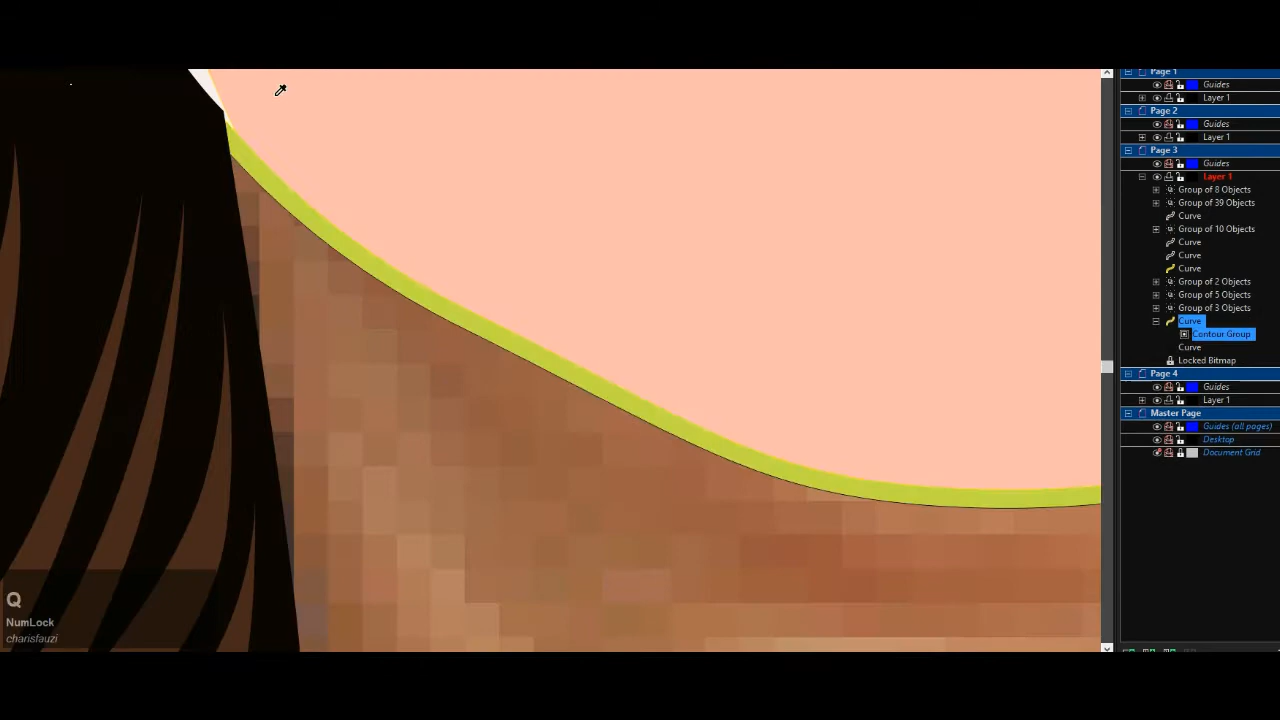 Page 1
Guides
Layer 1
Page 2
Guides
Layer 1
Page 3
Guides
Layer 1
Group of 8 Objects
Group of 39 Objects
Curve
Group of 10 Objects
Curve
Curve
Curve
Group of 2 Objects
Group of 5 Objects
Group of 3 Objects
Curve
Contour Group
Curve
Locked Bitmap
Page 4
Guides
Layer 1
Master Page
Guides (all pages)
Desktop
Document Grid
Q
NumLock
charisfauzi